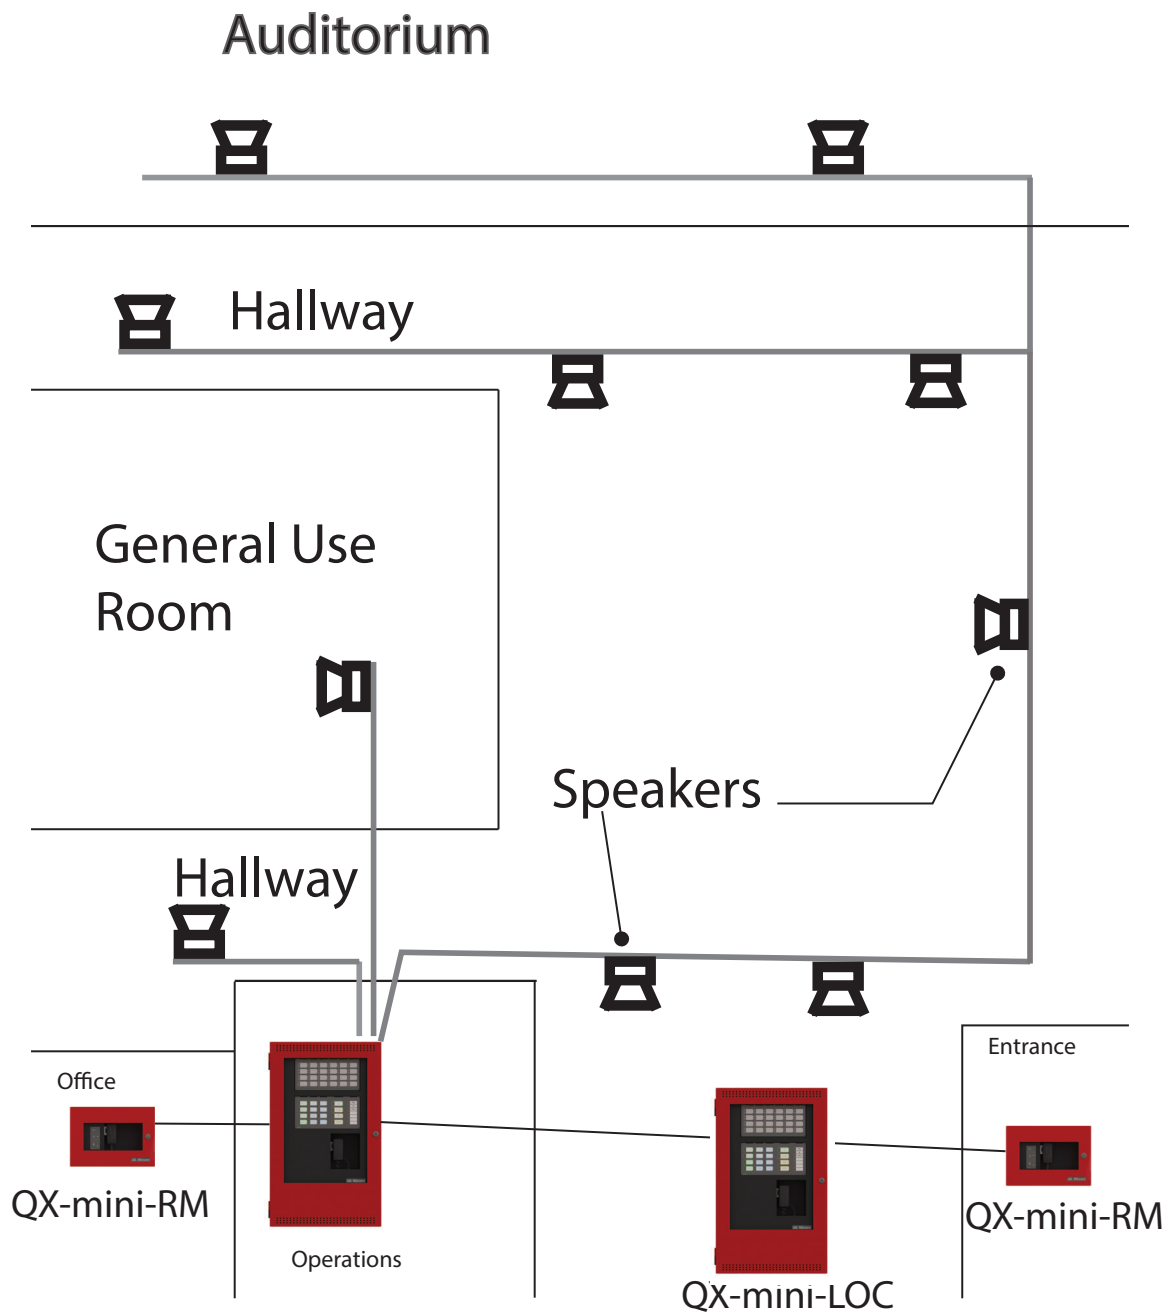 Auditorium
Hallway
General Use
Room
Speakers
Hallway
Entrance
Office
QX-mini-RM
QX-mini-RM
Operations
QX-mini-LOC